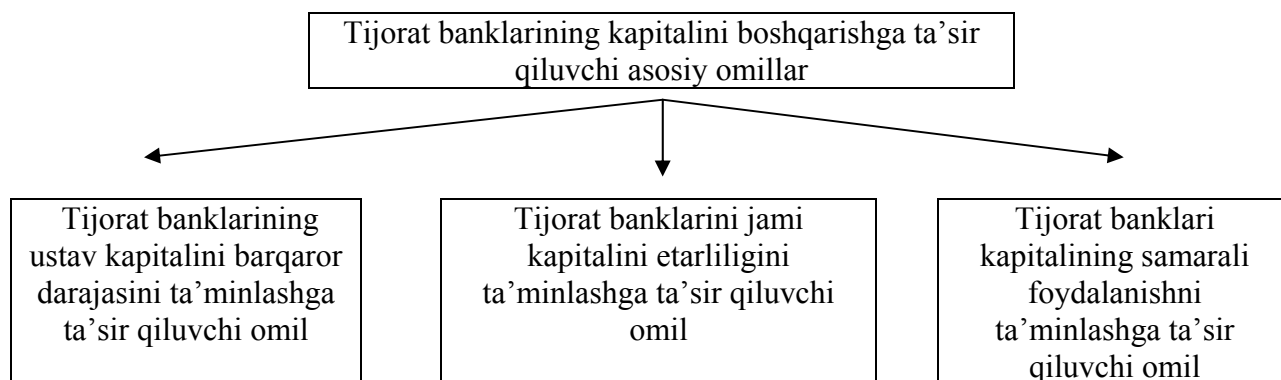 Tijorat banklarining kapitalini boshqarishga ta’sir
qiluvchi asosiy omillar
Tijorat banklarining
ustav kapitalini barqaror
darajasini ta’minlashga
ta’sir qiluvchi omil
Tijorat banklarini jami
kapitalini etarliligini
ta’minlashga ta’sir qiluvchi
omil
Tijorat banklari
kapitalining samarali
foydalanishni
ta’minlashga ta’sir
qiluvchi omil